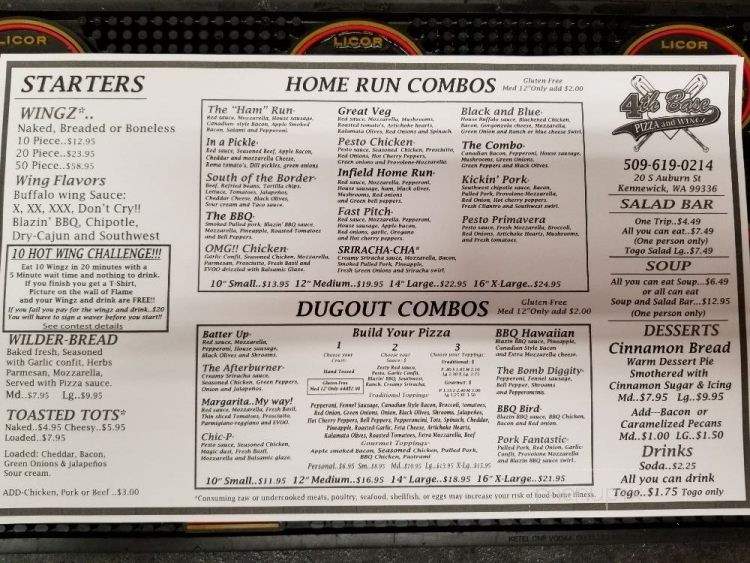 LICOR
LICOR
LICOR
STARTERS
WINGZ*..
Naked, Breaded or Boneless
10 Piece..$12.95
20 Piece..$23.95
50 Piece..$58.95
Wing Flavors
Buffalo wing Sauce:
X, XX, XXX, Don't Cry!!
Blazin' BBQ, Chipotle,
Dry-Cajun and Southwest
10 HOT WING CHALLENGE!!!
Eat 10 Wingz in 20 minutes with a
5 Minute wait time and nothing to drink.
If you finish you get a T-Shirt,
Picture on the wall of Flame
and your Wingz and drink are FREE!!
If you fail you pay for the wingz and drink..$20
You will have to sign a waver before you start!!
See contest details
WILDER-BREAD
Baked fresh, Seasoned
with Garlic confit, Herbs
Parmesan, Mozzarella,
Served with Pizza sauce.
Md..$7.95 Lg..$9.95
TOASTED TOTS*
Naked..$4.95 Cheesy..$5.95
Loaded..$7.95
Loaded: Cheddar, Bacon,
Green Onions & jalapeños
Sour cream.
ADD-Chicken, Pork or Beef ..$3.00
HOME RUN COMBOS
Gluten Free
Med 12"Only add $2.00
The "Ham" Run-
Red sauce, Mozzarella, House Sausage,
Canadian style Bacon, Apple Smoked
Bacon, Salami and Pepperoni.
In a Pickle-
Red sauce, Seasoned Beef, Apple Bacon,
Cheddar and mozzarella Cheese,
Roma tomato's, Dill pickles, green onions
South of the Border-
Beef, Refried beans, Tortilla chips,
Lettuce, Tomatoes, Jalapeños,
Cheddar Cheese, Black Olives,
Sour cream and Taco sauce.
The BBQ-
Smoked Pulled pork, Blazin' BBQ sauce,
Mozzarella, Pineapple, Roasted Tomatoes
and Bell Peppers.
OMG!! Chicken-
Garlic Confit, Seasoned Chicken, Mozzarella,
Parmesan, Prosciutto, Fresh Basil and
EVOO drizzled with Balsamic Glaze.
Great Veg
Red sauce, Mozzarella, Mushrooms,
Roasted tomato's, Artichoke hearts,
Kalamata Olives, Red Onions and Spinach.
Pesto Chicken-
Pesto sauce, Seasoned Chicken, Prosciutto,
Red Onions, Hot Cherry Peppers,
Green onions and Provolone-Mozzarella.
Infield Home Run-
Red sauce, Mozzarella, Pepperoni,
House sausage, ham, black olives,
Mushrooms, Red onions
and Green bell peppers.
Fast Pitch-
Red sauce, Mozzarella, Pepperoni,
House sausage, Apple bacon,
Red onions, garlic, Oregano
and Hot cherry peppers.
SRIRACHA-CHA*
Creamy Sriracha sauce, Mozzarella, Bacon,
Smoked Pulled Pork, Pineapple,
Fresh Green Onions and Sriracha swirl.
Black and Blue-
House Buffalo sauce, Blackened Chicken,
Bacon, Gorgonzola cheese, Mozzarella,
Green Onion and Ranch or blue cheese Swirl.
The Combo-
Canadian Bacon, Pepperoni, House sausage,
Mushrooms, Green Onions,
Green Peppers and Black Olives.
Kickin' Pork-
Southwest chipotle sauce, Bacon,
Pulled Pork, Provolone-Mozzarella,
Red Onion, Hot cherry peppers,
Fresh Cilantro and Southwest swirl.
Pesto Primavera
Pesto sauce, Fresh Mozzarella, Broccoli,
Red Onions, Artichoke Hearts, Mushrooms,
and Fresh tomatoes.
10" Small..$13.95 12" Medium..$19.95 14" Large..$22.95 16" X-Large..$24.95
DUGOUT COMBOS
Gluten-Free
Med 12"Only add $2.00
Batter Up-
Red sauce, Mozzarella,
Pepperoni, House sausage,
Black Olives and Shrooms.
The Afterburner-
Creamy Sriracha sauce,
Seasoned Chicken, Green Peppers,
Onion and Jalapeños.
Margarita..My way!
Red sauce, Mozzarella, Fresh Basil,
Thin sliced Tomatoes, Prosciutto,
Parmigiano-reggiano and EVOO.
Chic-P-
Pesto sauce, Seasoned Chicken,
Magic dust, Fresh Basil,
Mozzarella and Balsamic glaze.
Build Your Pizza
1
Choose your
Crust:
Hand Tossed
Gluten-Free
Med 12" Only add $2.00
2
Choose your
Sauce:
Zesty Red sauce,
Pesto, Garlic Confit,
Blazin' BBQ, Southwest,
Ranch, Creamy Sriracha.
3
Choose your Toppings:
Traditional:
Gourmet:
Traditional Toppings-
Pepperoni, Fennel Sausage, Canadian Style Bacon, Broccoli, tomatoes,
Red Onion, Green Onions, Onion, Black Olives, Shrooms, Jalapeños,
Hot Cherry Peppers, Bell Peppers, Pepperoncini, Tots, Spinach, Cheddar,
Pineapple, Roasted Garlic, Feta Cheese, Artichoke Hearts,
Kalamata Olives, Roasted Tomatoes, Extra Mozzarella, Beef
Gourmet Toppings-
Apple smoked Bacon, Seasoned Chicken, Pulled Pork,
BBQ Chicken, Pastrami
Personal..$6.95 Sm..$8.95 Md..$10.95 Lg..$13.95 X-Lg..$15.95
BBQ Hawaiian
Blazin BBQ sauce, Pineapple,
Canadian Style Bacon
and Extra Mozzarella cheese.
The Bomb Diggity-
Pepperoni, Fennel sausage,
Bell Pepper, Shrooms
and Pepperoncinis.
BBQ Bird-
Blazin BBQ sauce, BBQ Chicken,
Bacon and Red onion.
Pork Fantastic-
Pulled Pork, Red Onion, Garlic-
Confit, Provolone Mozzarella
and Blazin BBQ sauce swirl.
10" Small..$11.95 12" Medium..$16.95 14" Large..$18.95 16" X-Large..$21.95
*Consuming raw or undercooked meats, poultry, seafood, shellfish, or eggs may increase your risk of food borne illness.
4th Base
PIZZA and WINGZ
509-619-0214
20 S Auburn St
Kennewick, WA 99336
SALAD BAR
One Trip..$4.49
All you can eat..$7.49
(One person only)
Togo Salad Lg..$7.49
SOUP
All you can eat Soup..$6.49
or all can eat
Soup and Salad Bar...$12.95
(One person only)
DESSERTS
Cinnamon Bread
Warm Dessert Pie
Smothered with
Cinnamon Sugar & Icing
Md..$7.95 Lg..$9.95
Add---Bacon or
Caramelized Pecans
Md..$1.00 LG..$1.50
Drinks
Soda..$2.25
All you can drink
Togo..$1.75 Togo only